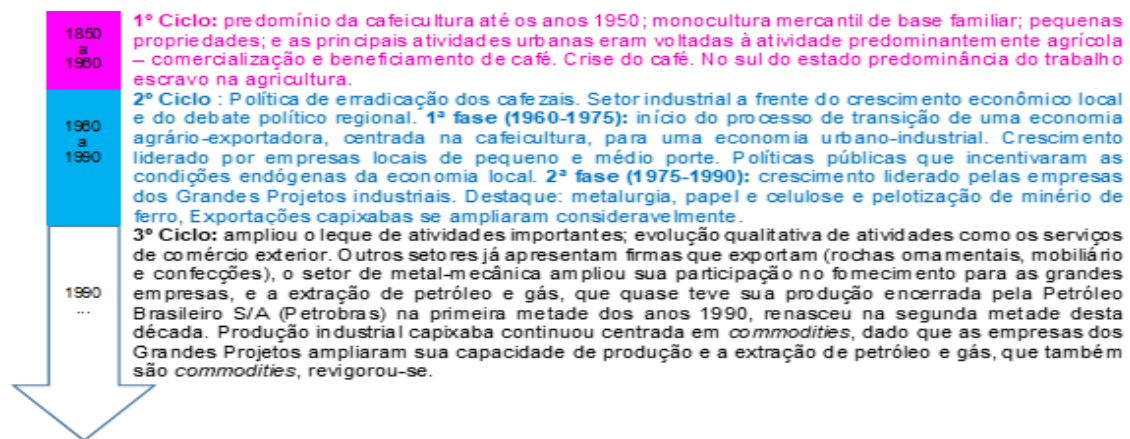 1850
a
1960
1º Ciclo: predomínio da cafeicultura até os anos 1950; monocultura mercantil de base familiar; pequenas
propriedades; e as principais atividades urbanas eram voltadas à atividade predominantemente agrícola
– comercialização e beneficiamento de café. Crise do café. No sul do estado predominância do trabalho
escravo na agricultura.
1960
a
1990
2º Ciclo : Política de erradicação dos cafezais. Setor industrial a frente do crescimento econômico local
e do debate político regional. 1ª fase (1960-1975): início do processo de transição de uma economia
agrário-exportadora, centrada na cafeicultura, para uma economia urbano-industrial. Crescimento
liderado por empresas locais de pequeno e médio porte. Políticas públicas que incentivaram as
condições endógenas da economia local. 2ª fase (1975-1990): crescimento liderado pelas empresas
dos Grandes Projetos industriais. Destaque: metalurgia, papel e celulose e pelotização de minério de
ferro, Exportações capixabas se ampliaram consideravelmente.
1990
...
3º Ciclo: ampliou o leque de atividades importantes; evolução qualitativa de atividades como os serviços
de comércio exterior. Outros setores já apresentam firmas que exportam (rochas ornamentais, mobiliário
e confecções), o setor de metal-mecânica ampliou sua participação no fornecimento para as grandes
empresas, e a extração de petróleo e gás, que quase teve sua produção encerrada pela Petróleo
Brasileiro S/A (Petrobras) na primeira metade dos anos 1990, renasceu na segunda metade desta
década. Produção industrial capixaba continuou centrada em commodities, dado que as empresas dos
Grandes Projetos ampliaram sua capacidade de produção e a extração de petróleo e gás, que também
são commodities, revigorou-se.